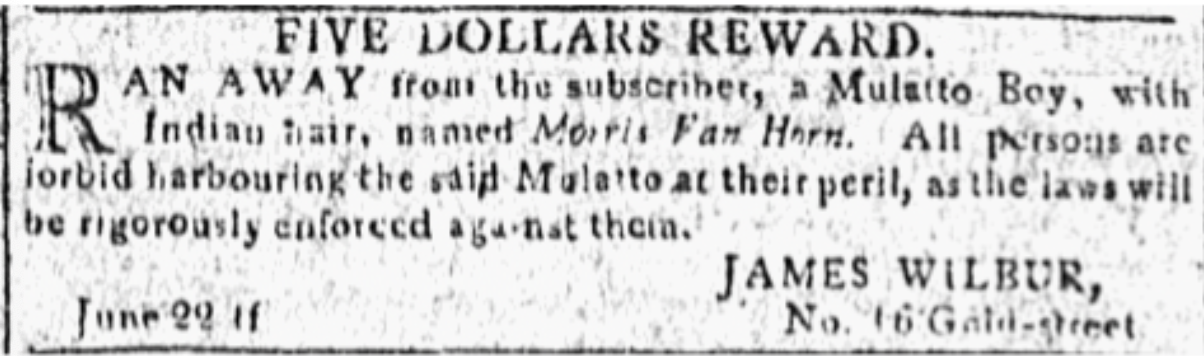 FIVE DOLLARS REWARD.
RAN AWAY from the subscriber, a Mulatto Boy, with
Indian hair, named Morris Van Horn. All persons are
forbid harbouring the said Mulatto at their peril, as the laws will
be rigorously enforced against them.
JAMES WILBUR,
June 22 tf No. 16 Gold-street